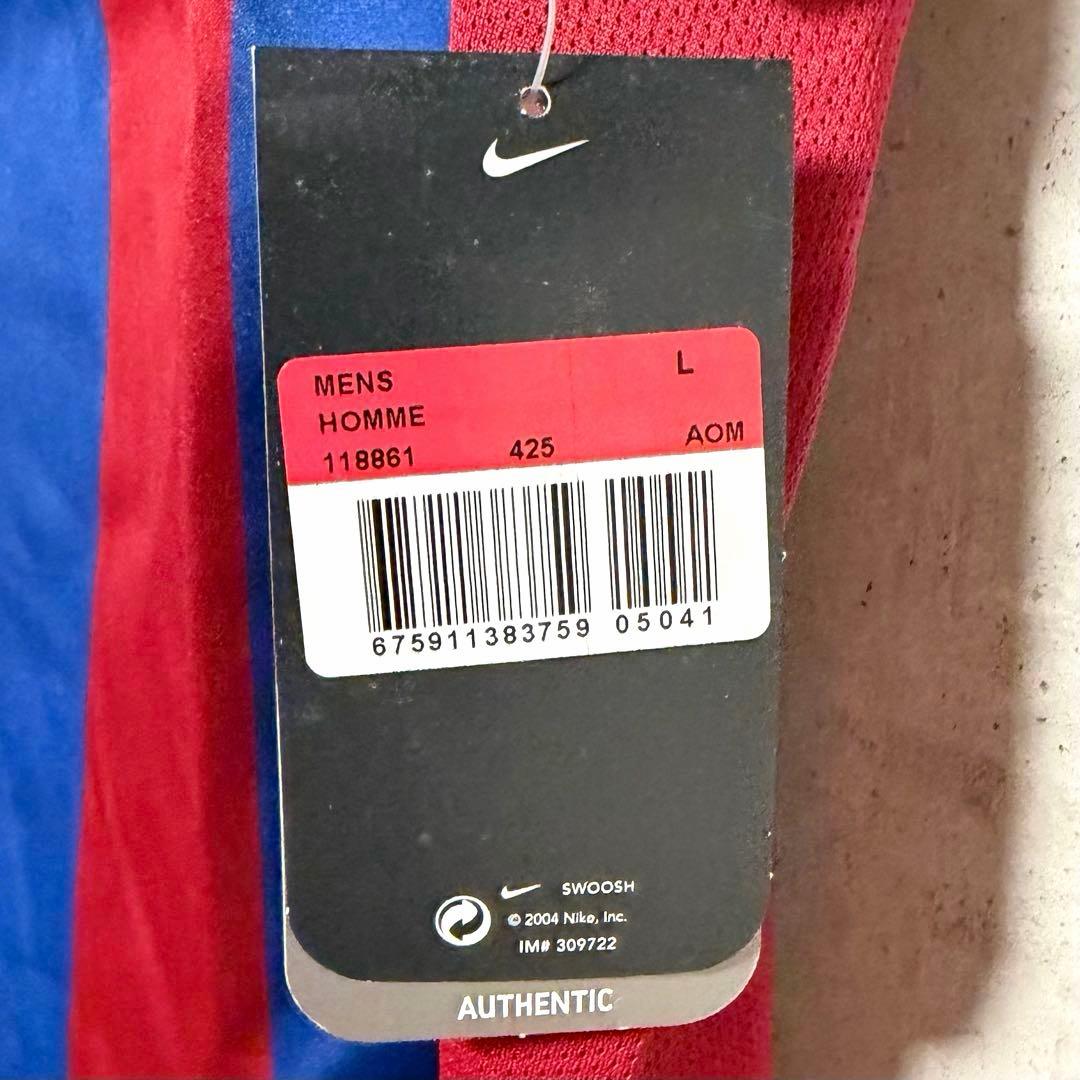 MENS L
HOMME
118861 425 AOM
675911383759 05041
SWOOSH
© 2004 Nike, Inc.
IM# 309722
AUTHENTIC